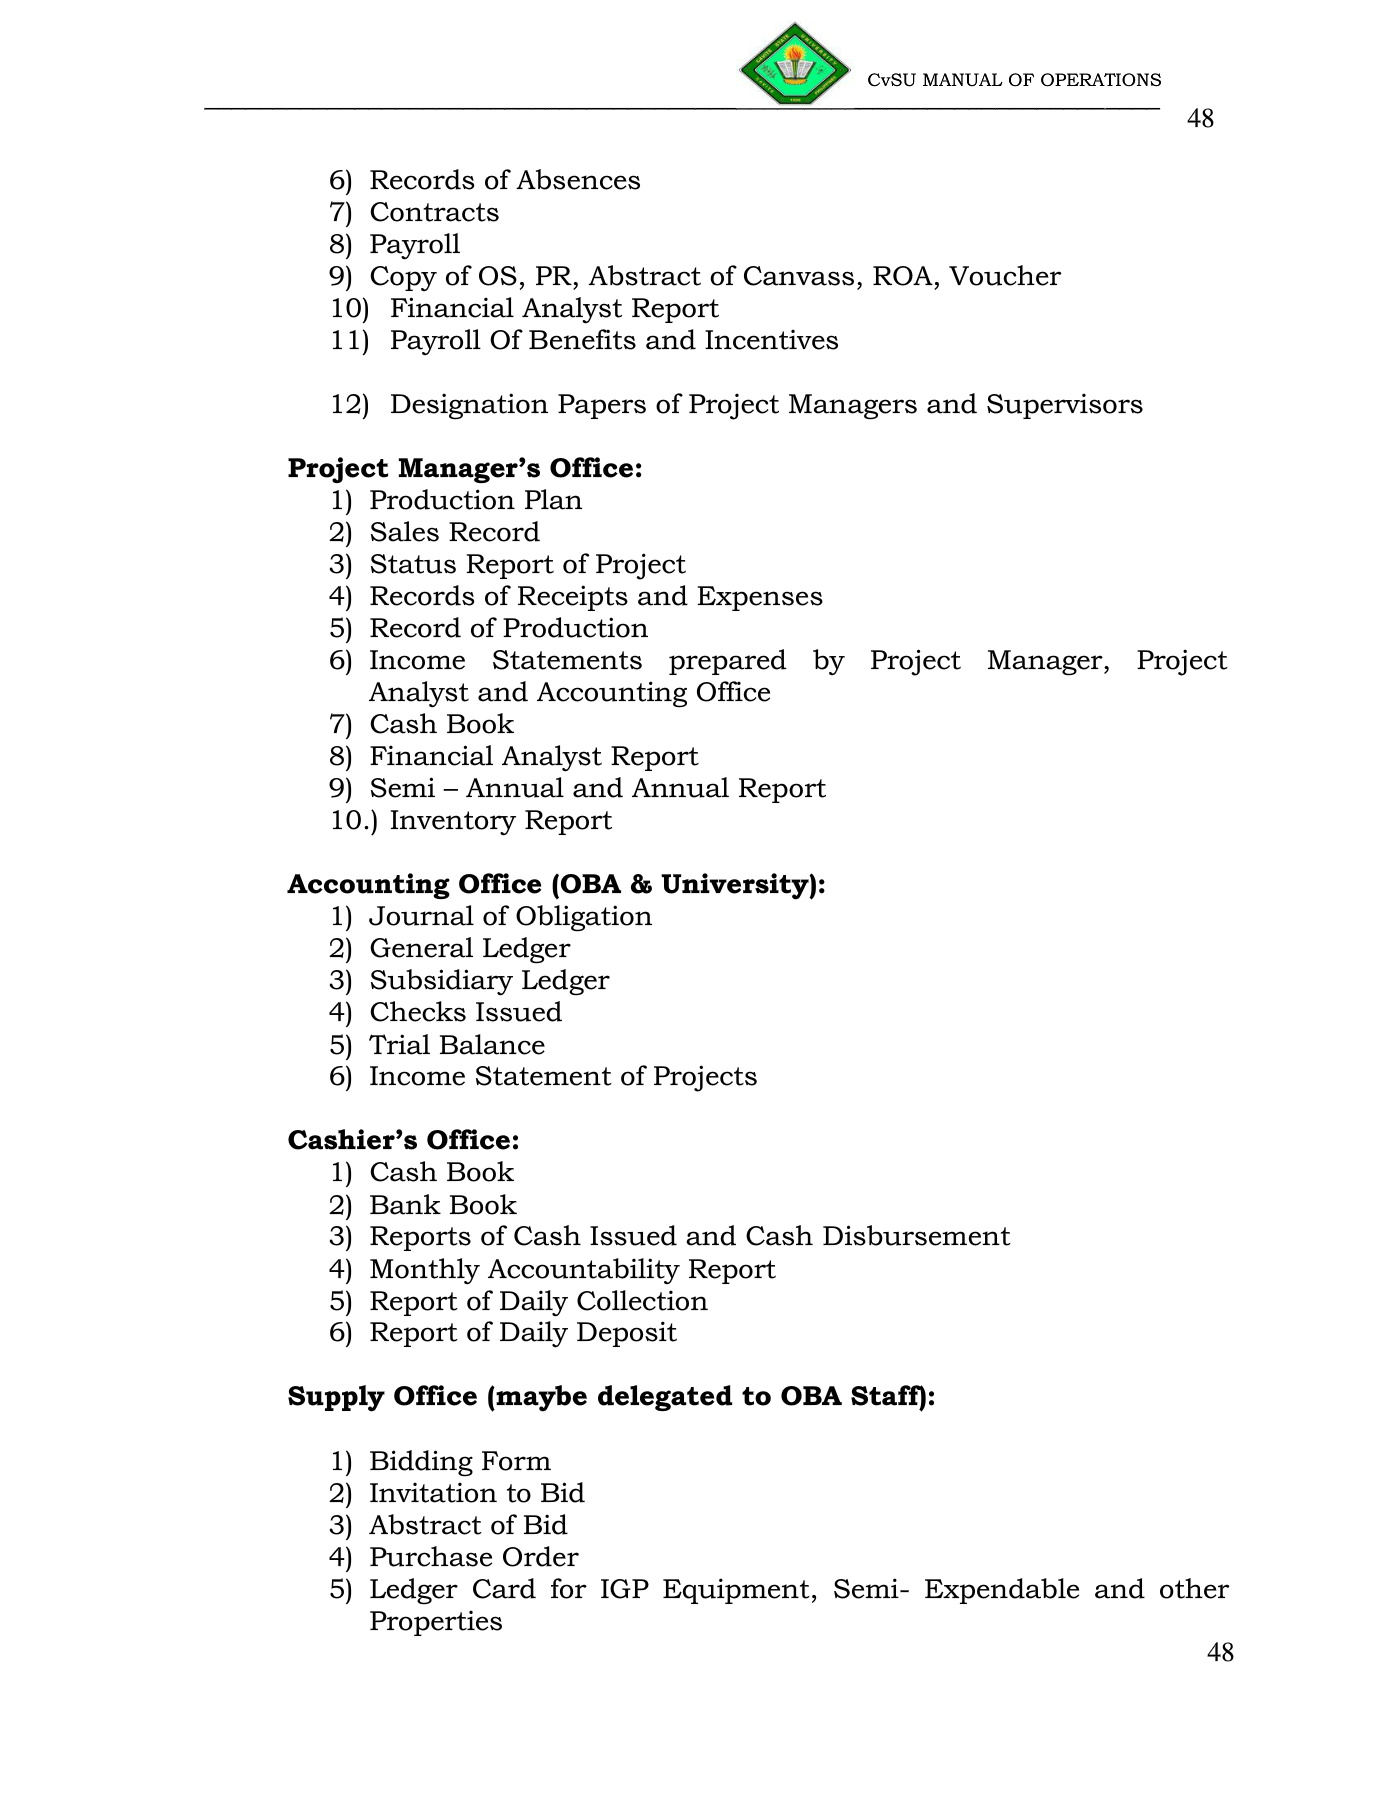 CvSU MANUAL OF OPERATIONS
48
6) Records of Absences
7) Contracts
8) Payroll
9) Copy of OS, PR, Abstract of Canvass, ROA, Voucher
10) Financial Analyst Report
11) Payroll Of Benefits and Incentives
12) Designation Papers of Project Managers and Supervisors
Project Manager’s Office:
1) Production Plan
2) Sales Record
3) Status Report of Project
4) Records of Receipts and Expenses
5) Record of Production
6) Income Statements prepared by Project Manager, Project
Analyst and Accounting Office
7) Cash Book
8) Financial Analyst Report
9) Semi – Annual and Annual Report
10.) Inventory Report
Accounting Office (OBA & University):
1) Journal of Obligation
2) General Ledger
3) Subsidiary Ledger
4) Checks Issued
5) Trial Balance
6) Income Statement of Projects
Cashier’s Office:
1) Cash Book
2) Bank Book
3) Reports of Cash Issued and Cash Disbursement
4) Monthly Accountability Report
5) Report of Daily Collection
6) Report of Daily Deposit
Supply Office (maybe delegated to OBA Staff):
1) Bidding Form
2) Invitation to Bid
3) Abstract of Bid
4) Purchase Order
5) Ledger Card for IGP Equipment, Semi- Expendable and other
Properties
48